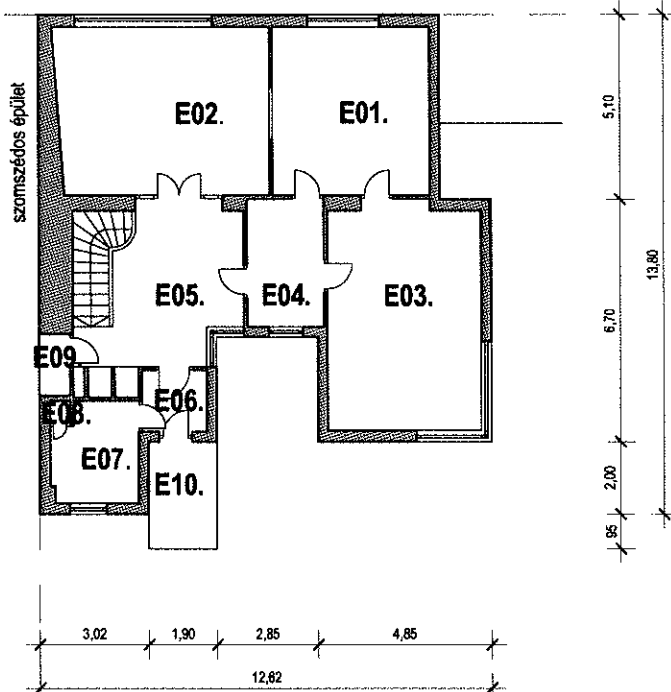 szomszédos épület
E02.
E01.
5,10
13,80
E05.
E04.
E03.
6,70
E09
E06.
E08.
E07.
E10.
2,00
95
3,02
1,90
2,85
4,85
12,62